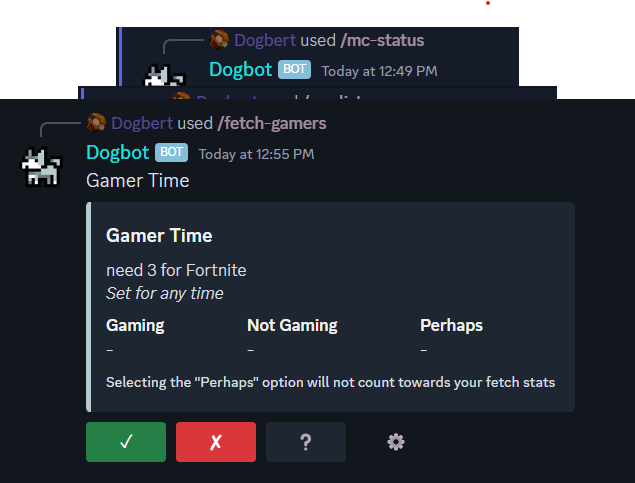 Dogbert used /mc-status
Dogbot BOT Today at 12:49 PM
Dogbert used /fetch-gamers
Dogbot BOT Today at 12:55 PM
Gamer Time
Gamer Time
need 3 for Fortnite
Set for any time
Gaming Not Gaming Perhaps
- - -
Selecting the "Perhaps" option will not count towards your fetch stats
✓ ✗ ?